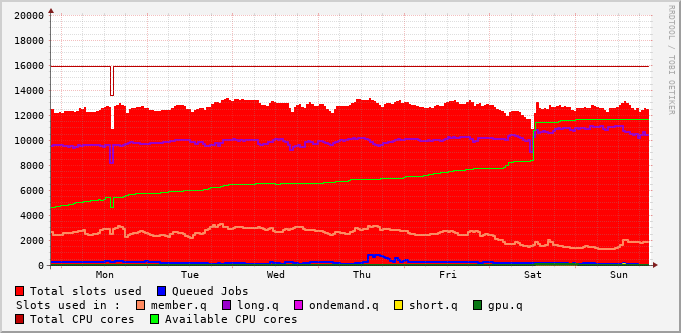 RRDTOOL / TOBI OETIKER
20000
18000
16000
14000
12000
10000
8000
6000
4000
2000
0
Mon Tue Wed Thu Fri Sat Sun
Total slots used Queued Jobs
Slots used in : member.q long.q ondemand.q short.q gpu.q
Total CPU cores Available CPU cores